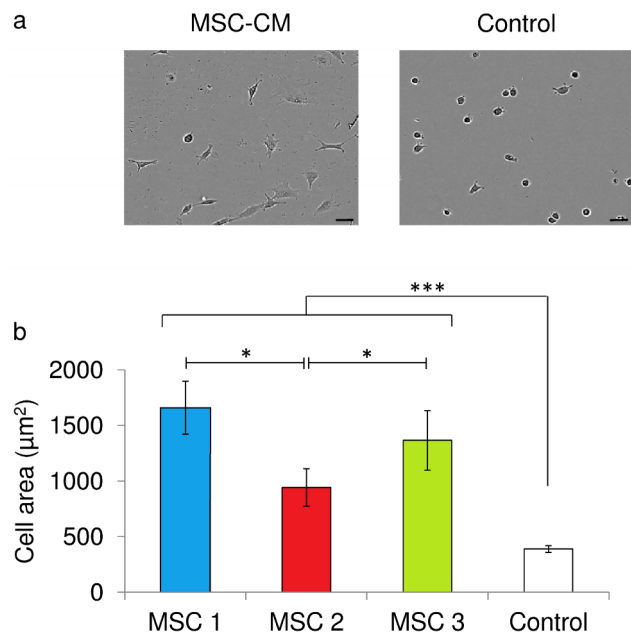 a
MSC-CM
Control
***
b
*
*
2000
1500
1000
500
0
Cell area (µm²)
MSC 1
MSC 2
MSC 3
Control